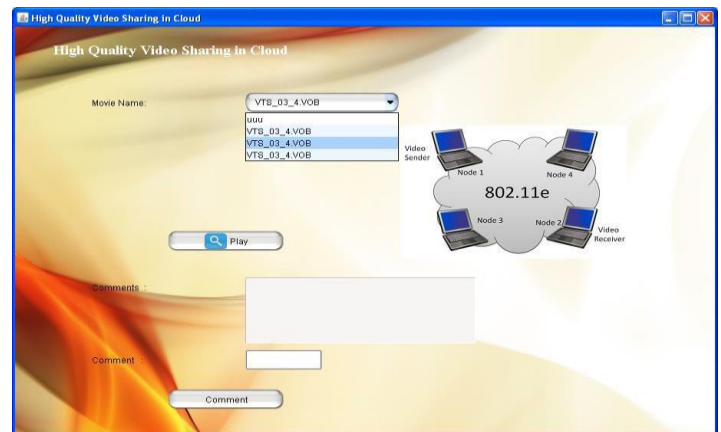 High Quality Video Sharing in Cloud
High Quality Video Sharing in Cloud
Movie Name:
VTS_03_4.VOB
uuu
VTS_03_4.VOB
VTS_03_4.VOB
VTS_03_4.VOB
Video
Sender
Node 1
Node 4
802.11e
Node 3
Node 2
Video
Receiver
Play
Comments :
Comment :
Comment